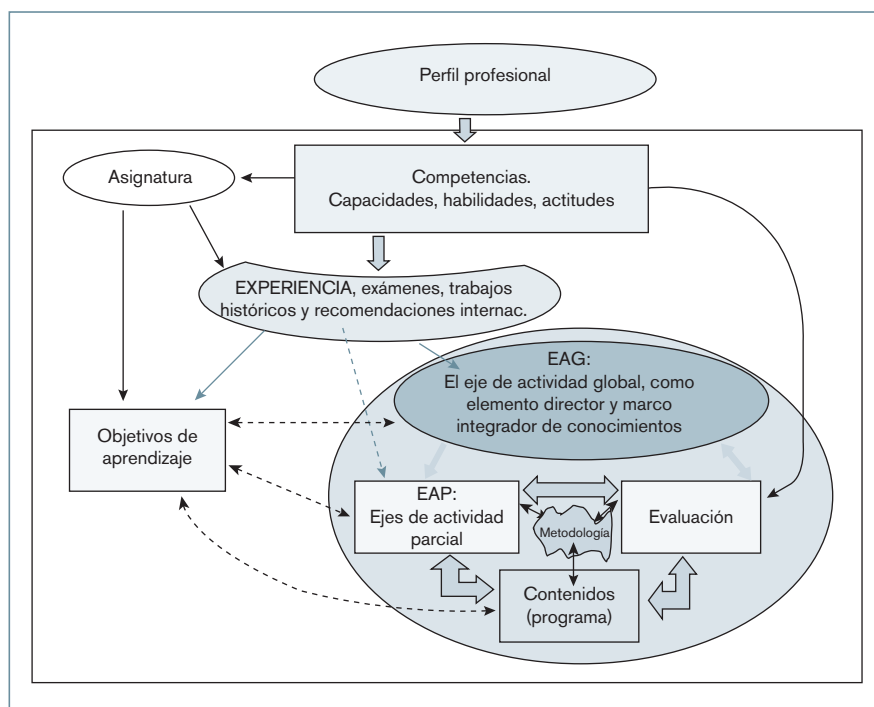 Perfil profesional
Asignatura
Competencias.
Capacidades, habilidades, actitudes
EXPERIENCIA, exámenes, trabajos
históricos y recomendaciones internac.
EAG:
El eje de actividad global, como
elemento director y marco
integrador de conocimientos
Objetivos de
aprendizaje
EAP:
Ejes de actividad
parcial
Metodología
Evaluación
Contenidos
(programa)